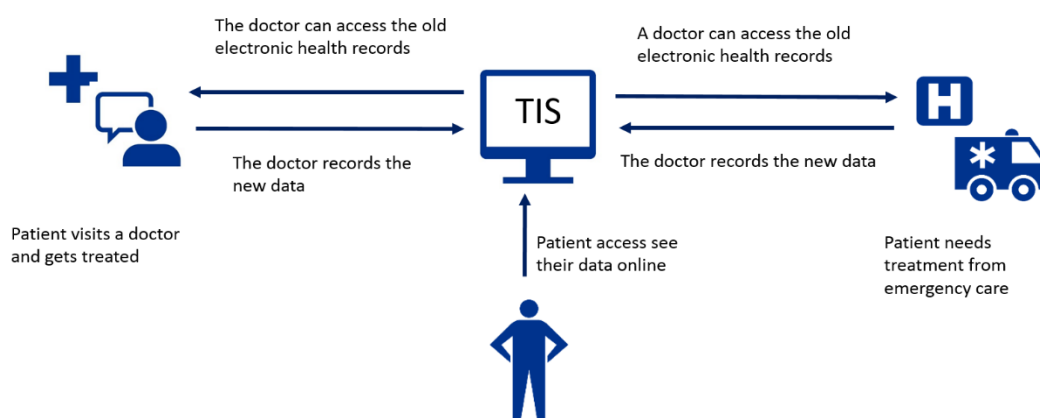 The doctor can access the old
electronic health records
A doctor can access the old
electronic health records
TIS
H
The doctor records the
new data
The doctor records the new data
Patient visits a doctor
and gets treated
Patient access see
their data online
Patient needs
treatment from
emergency care